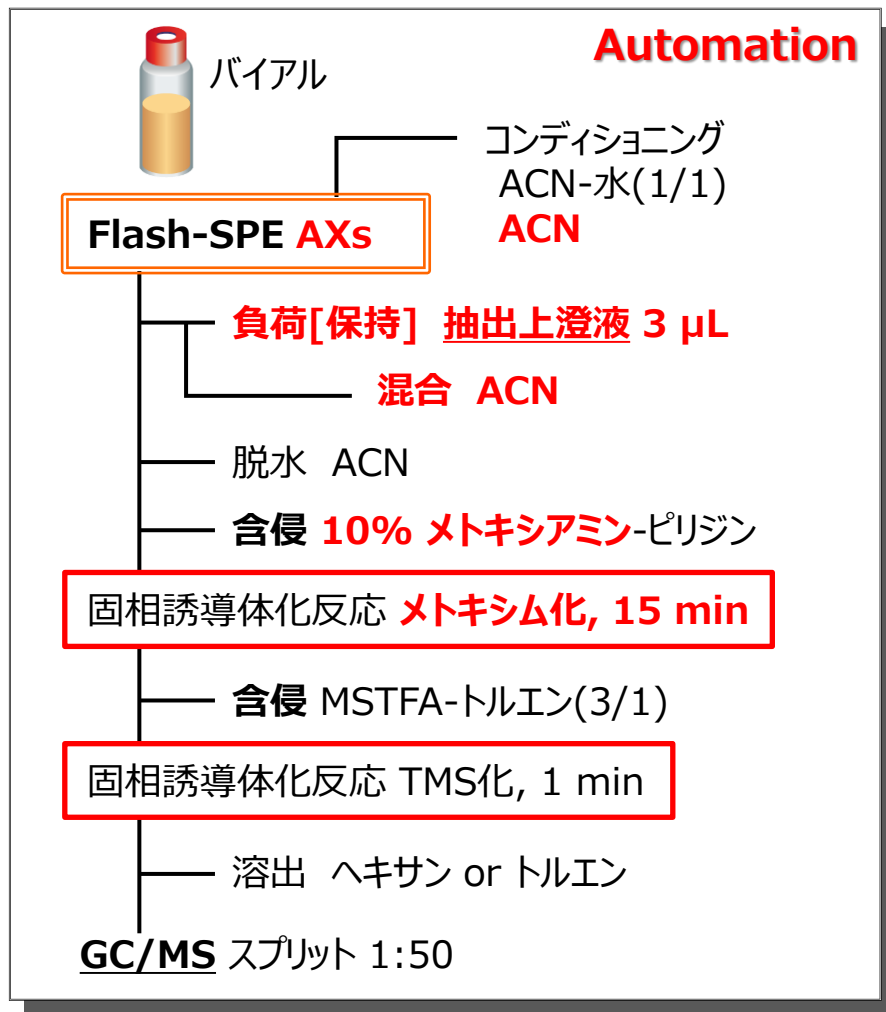 Automation
バイアル
コンディショニング
ACN-水(1/1)
ACN
Flash-SPE AXs
負荷[保持] 抽出上澄液 3 µL
混合 ACN
脱水 ACN
含侵 10% メトキシアミン-ピリジン
固相誘導体化反応 メトキシム化, 15 min
含侵 MSTFA-トルエン(3/1)
固相誘導体化反応 TMS化, 1 min
溶出 ヘキサン or トルエン
GC/MS スプリット 1:50